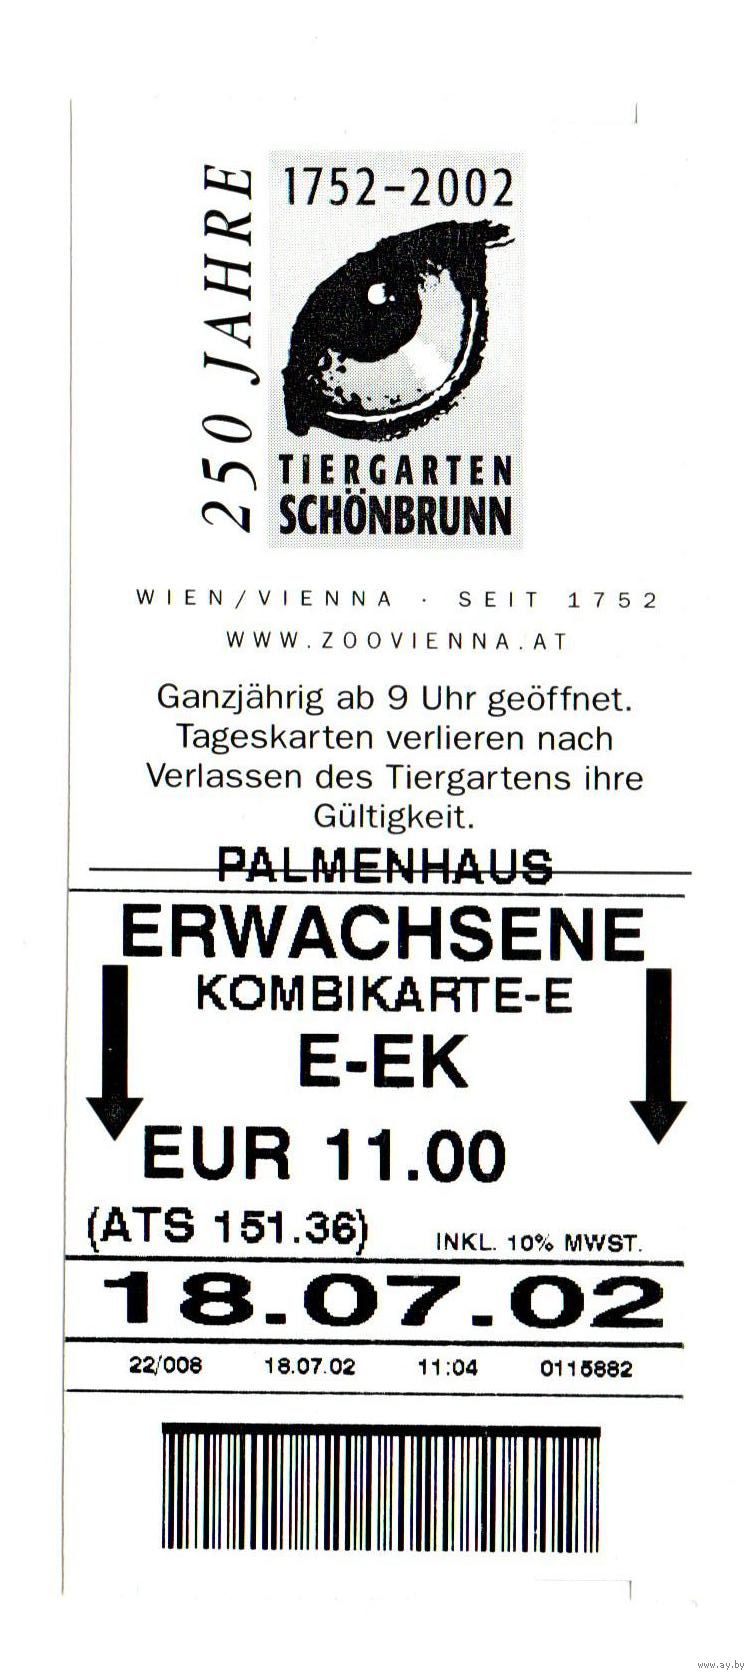 250 JAHRE
1752-2002
TIERGARTEN
SCHÖNBRUNN
WIEN/VIENNA · SEIT 1752
WWW.ZOOVIENNA.AT
Ganzjährig ab 9 Uhr geöffnet.
Tageskarten verlieren nach
Verlassen des Tiergartens ihre
Gültigkeit.
PALMENHAUS
ERWACHSENE
KOMBIKARTE-E
E-EK
EUR 11.00
(ATS 151.36) INKL. 10% MWST.
18.07.02
22/008 18.07.02 11:04 0115882
www.ay.by